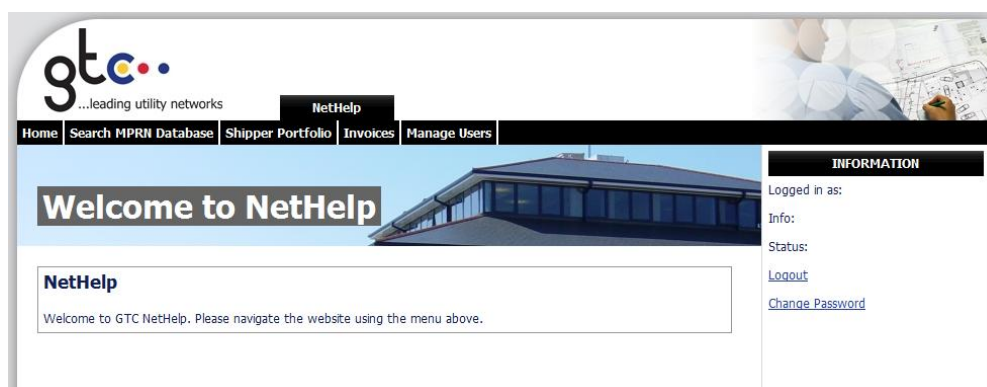 gtc
...leading utility networks
NetHelp
Home Search MPRN Database Shipper Portfolio Invoices Manage Users
Welcome to NetHelp
NetHelp
Welcome to GTC NetHelp. Please navigate the website using the menu above.
INFORMATION
Logged in as:
Info:
Status:
Logout
Change Password